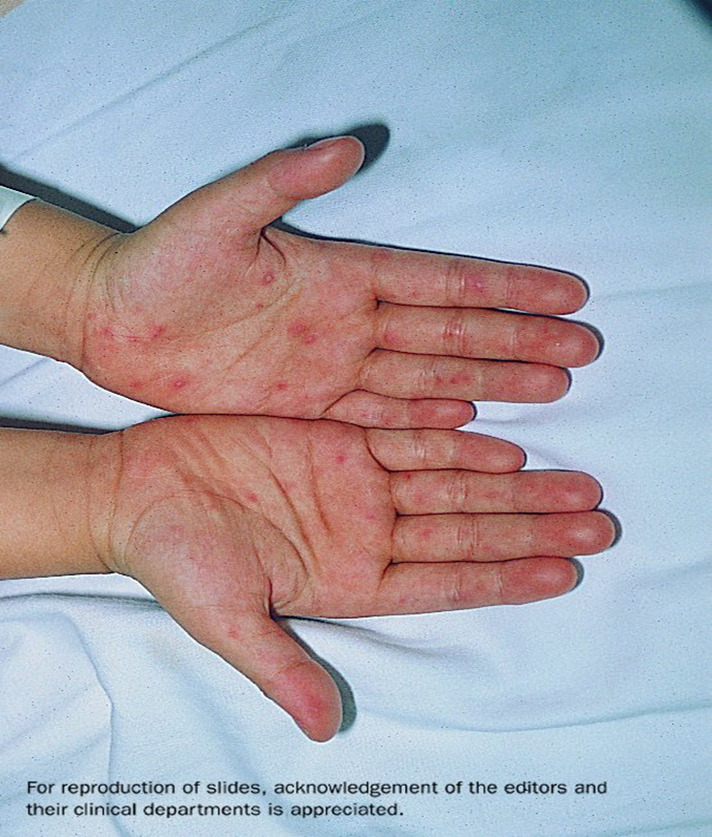 For reproduction of slides, acknowledgement of the editors and
their clinical departments is appreciated.